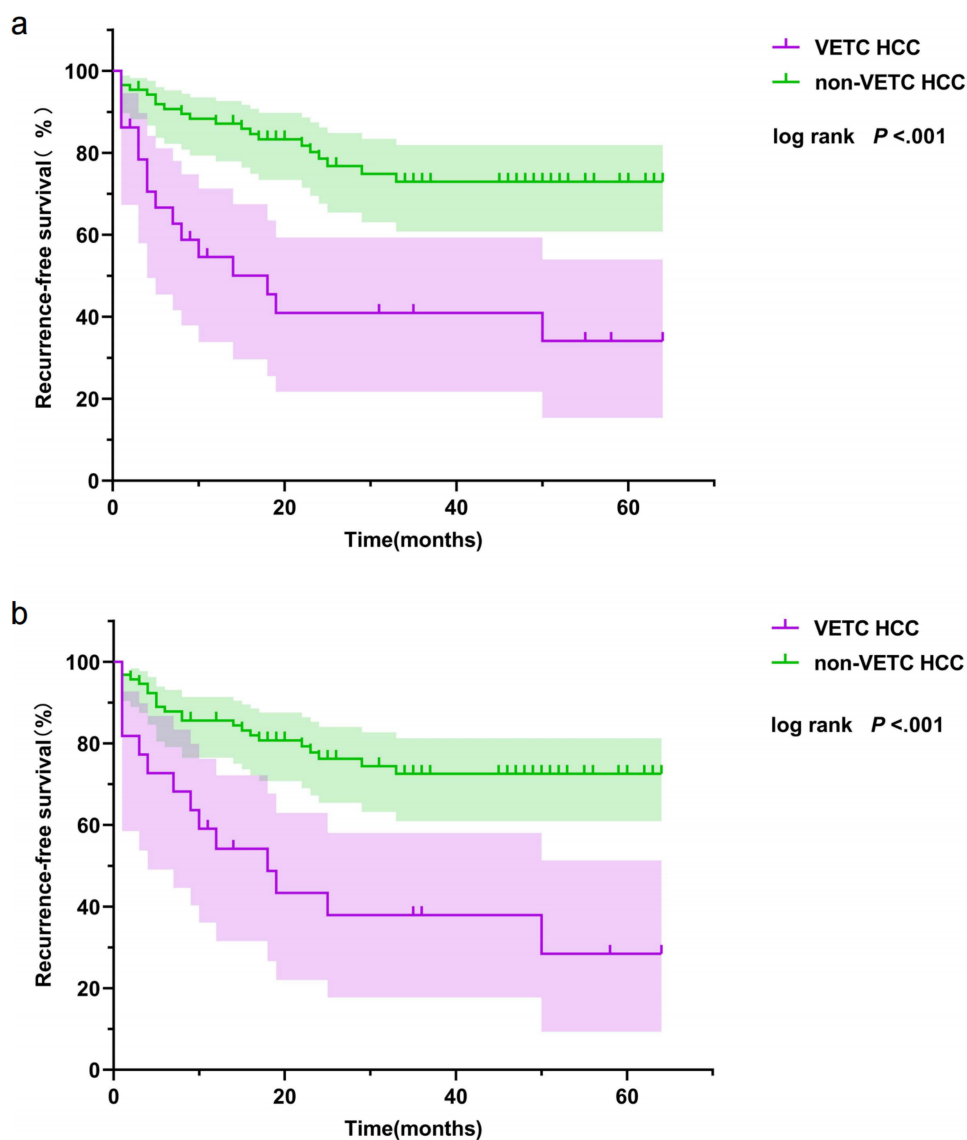 a
VETC HCC
non-VETC HCC
log rank P <.001
Recurrence-free survival( %)
100
80
60
40
20
0
0 20 40 60
Time(months)
b
VETC HCC
non-VETC HCC
log rank P <.001
Recurrence-free survival(%)
100
80
60
40
20
0
0 20 40 60
Time(months)